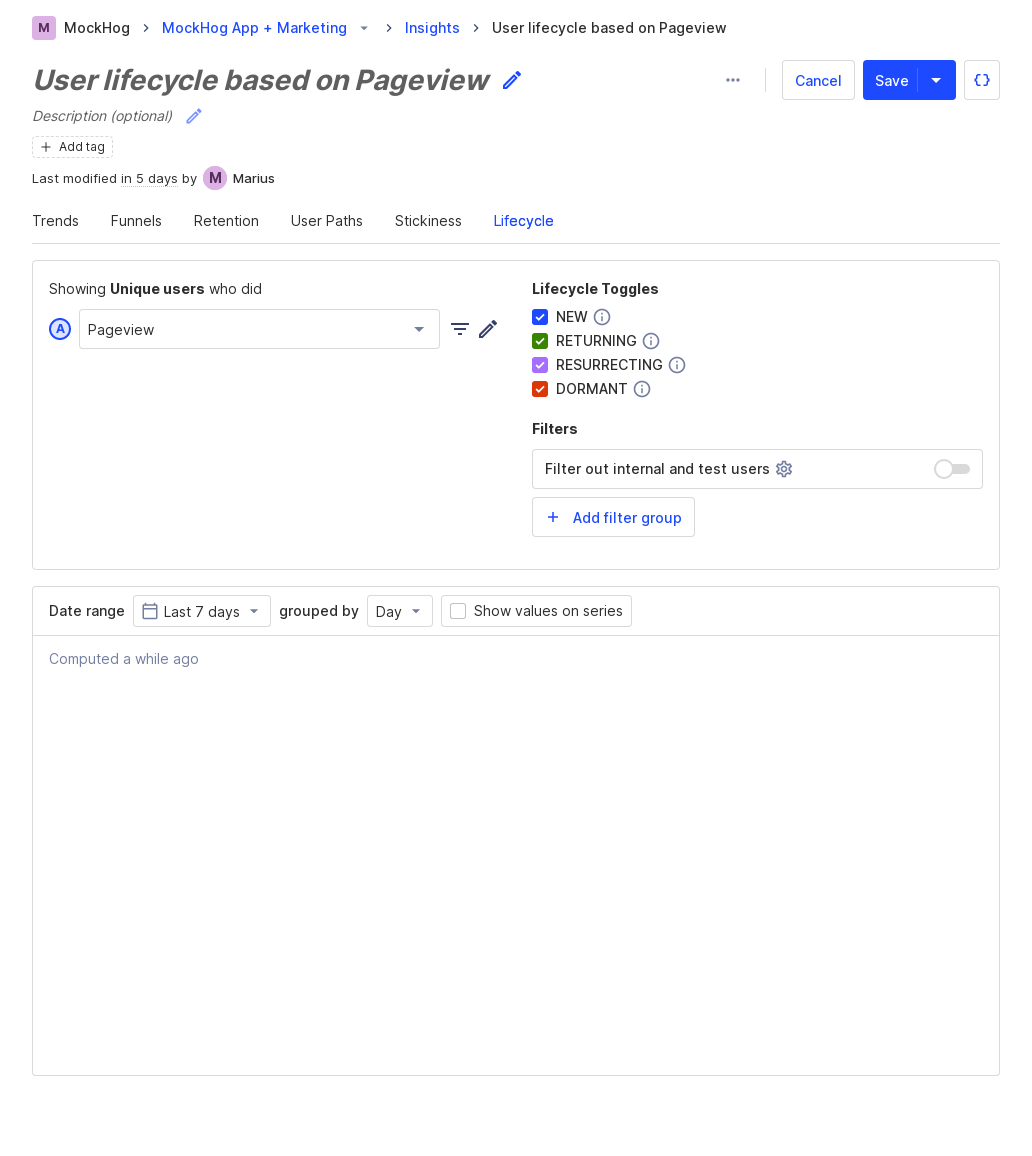 M MockHog MockHog App + Marketing Insights User lifecycle based on Pageview
User lifecycle based on Pageview
Cancel Save
Description (optional)
Add tag
Last modified in 5 days by M Marius
Trends Funnels Retention User Paths Stickiness Lifecycle
Showing Unique users who did
A Pageview
Lifecycle Toggles
NEW
RETURNING
RESURRECTING
DORMANT
Filters
Filter out internal and test users
Add filter group
Date range Last 7 days grouped by Day Show values on series
Computed a while ago